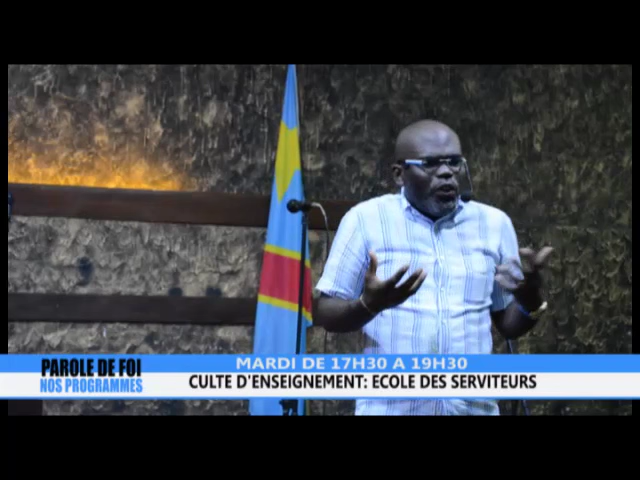 PAROLE DE FOI
NOS PROGRAMMES
MARDI DE 17H30 A 19H30
CULTE D'ENSEIGNEMENT: ECOLE DES SERVITEURS